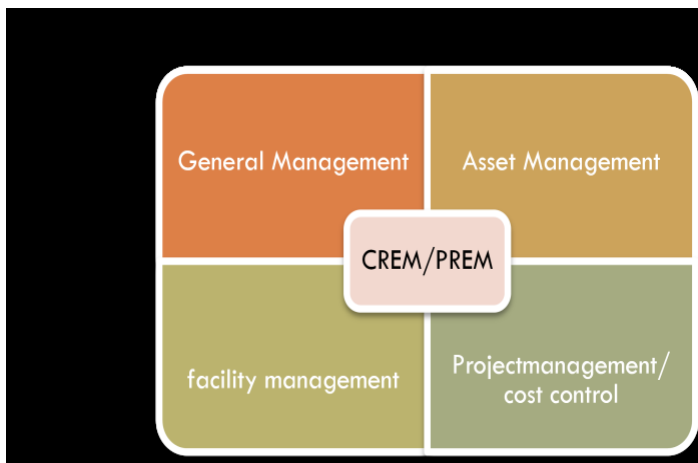 General Management
Asset Management
CREM/PREM
facility management
Projectmanagement/
cost control